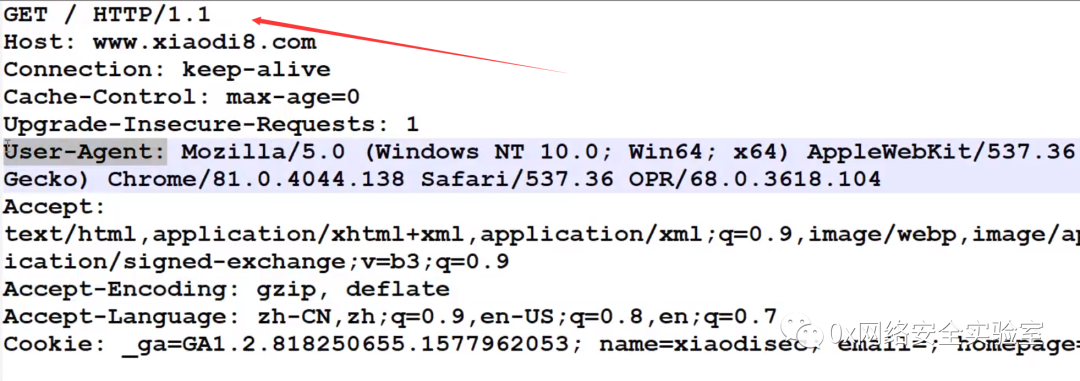 GET / HTTP/1.1
Host: www.xiaodi8.com
Connection: keep-alive
Cache-Control: max-age=0
Upgrade-Insecure-Requests: 1
User-Agent: Mozilla/5.0 (Windows NT 10.0; Win64; x64) AppleWebKit/537.36
Gecko) Chrome/81.0.4044.138 Safari/537.36 OPR/68.0.3618.104
Accept:
text/html,application/xhtml+xml,application/xml;q=0.9,image/webp,image/ap
ication/signed-exchange;v=b3;q=0.9
Accept-Encoding: gzip, deflate
Accept-Language: zh-CN,zh;q=0.9,en-US;q=0.8,en;q=0.7
Cookie: _ga=GA1.2.818250655.1577962053; name=xiaodisec; email=; homepage=
0x网络安全实验室